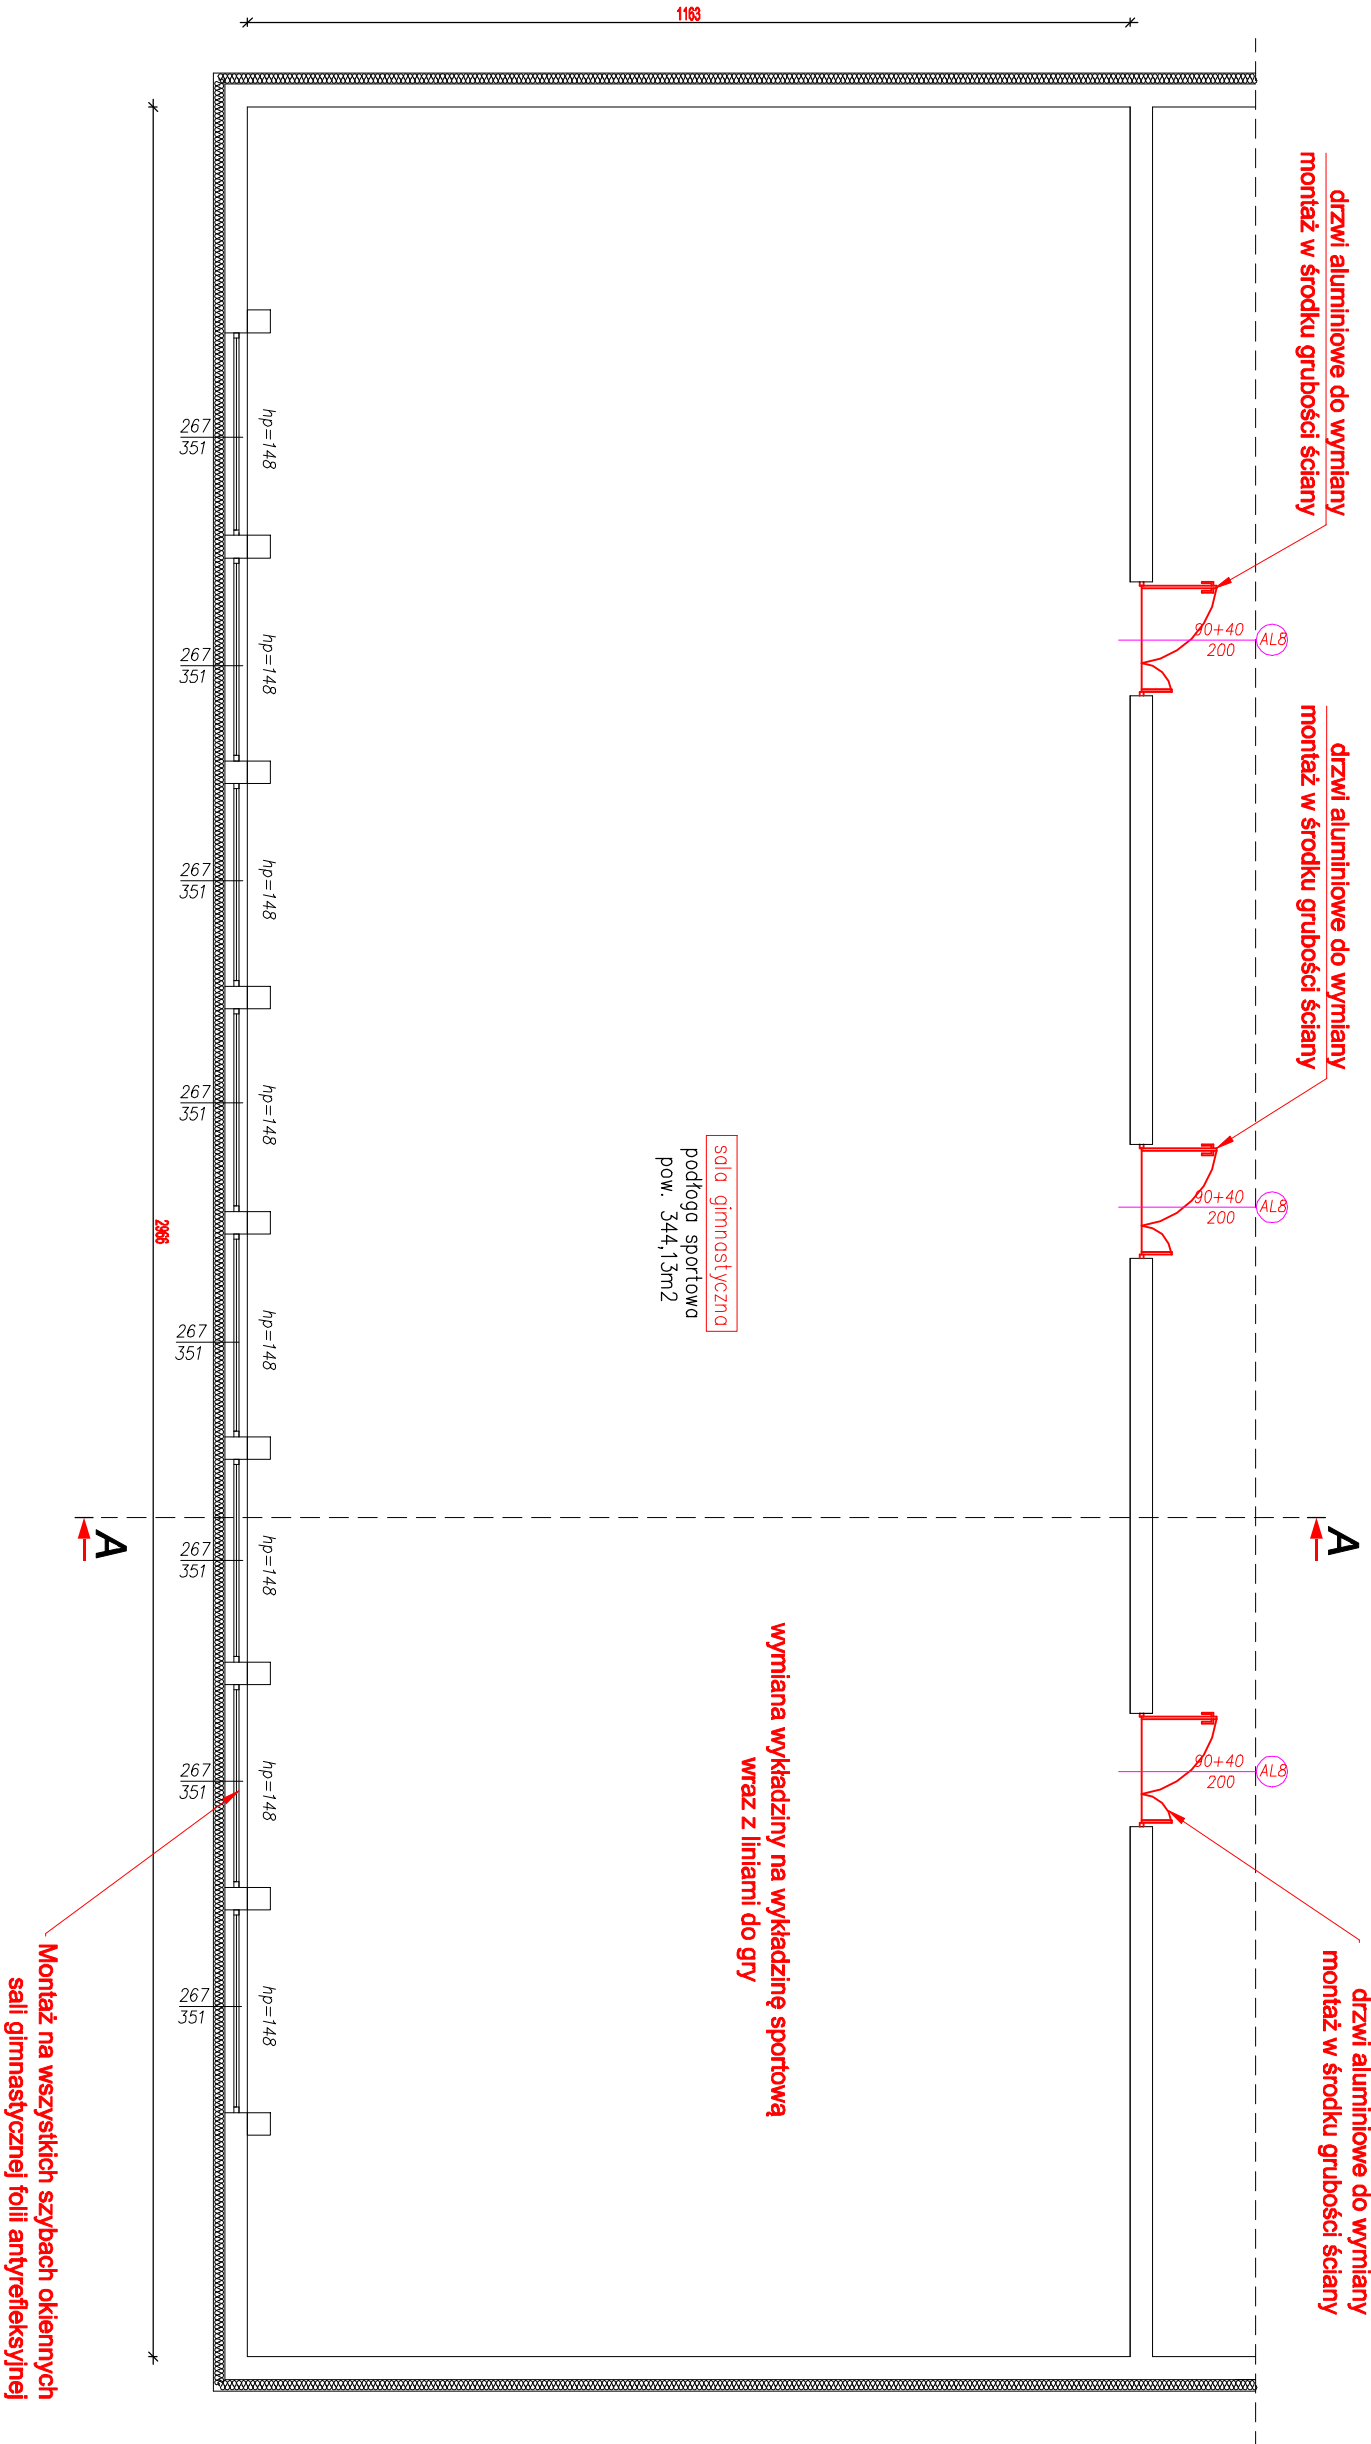 1163
drzwi aluminiowe do wymiany
montaż w środku grubości ściany
drzwi aluminiowe do wymiany
montaż w środku grubości ściany
drzwi aluminiowe do wymiany
montaż w środku grubości ściany
90+40
200
AL8
90+40
200
AL8
90+40
200
AL8
A
A
sala gimnastyczna
podłoga sportowa
pow. 344,13m2
wymiana wykładziny na wykładzinę sportową
wraz z liniami do gry
hp=148
hp=148
hp=148
hp=148
hp=148
hp=148
hp=148
hp=148
267
351
267
351
267
351
267
351
267
351
267
351
267
351
267
351
2966
Montaż na wszystkich szybach okiennych
sali gimnastycznej folii antyrefleksyjnej